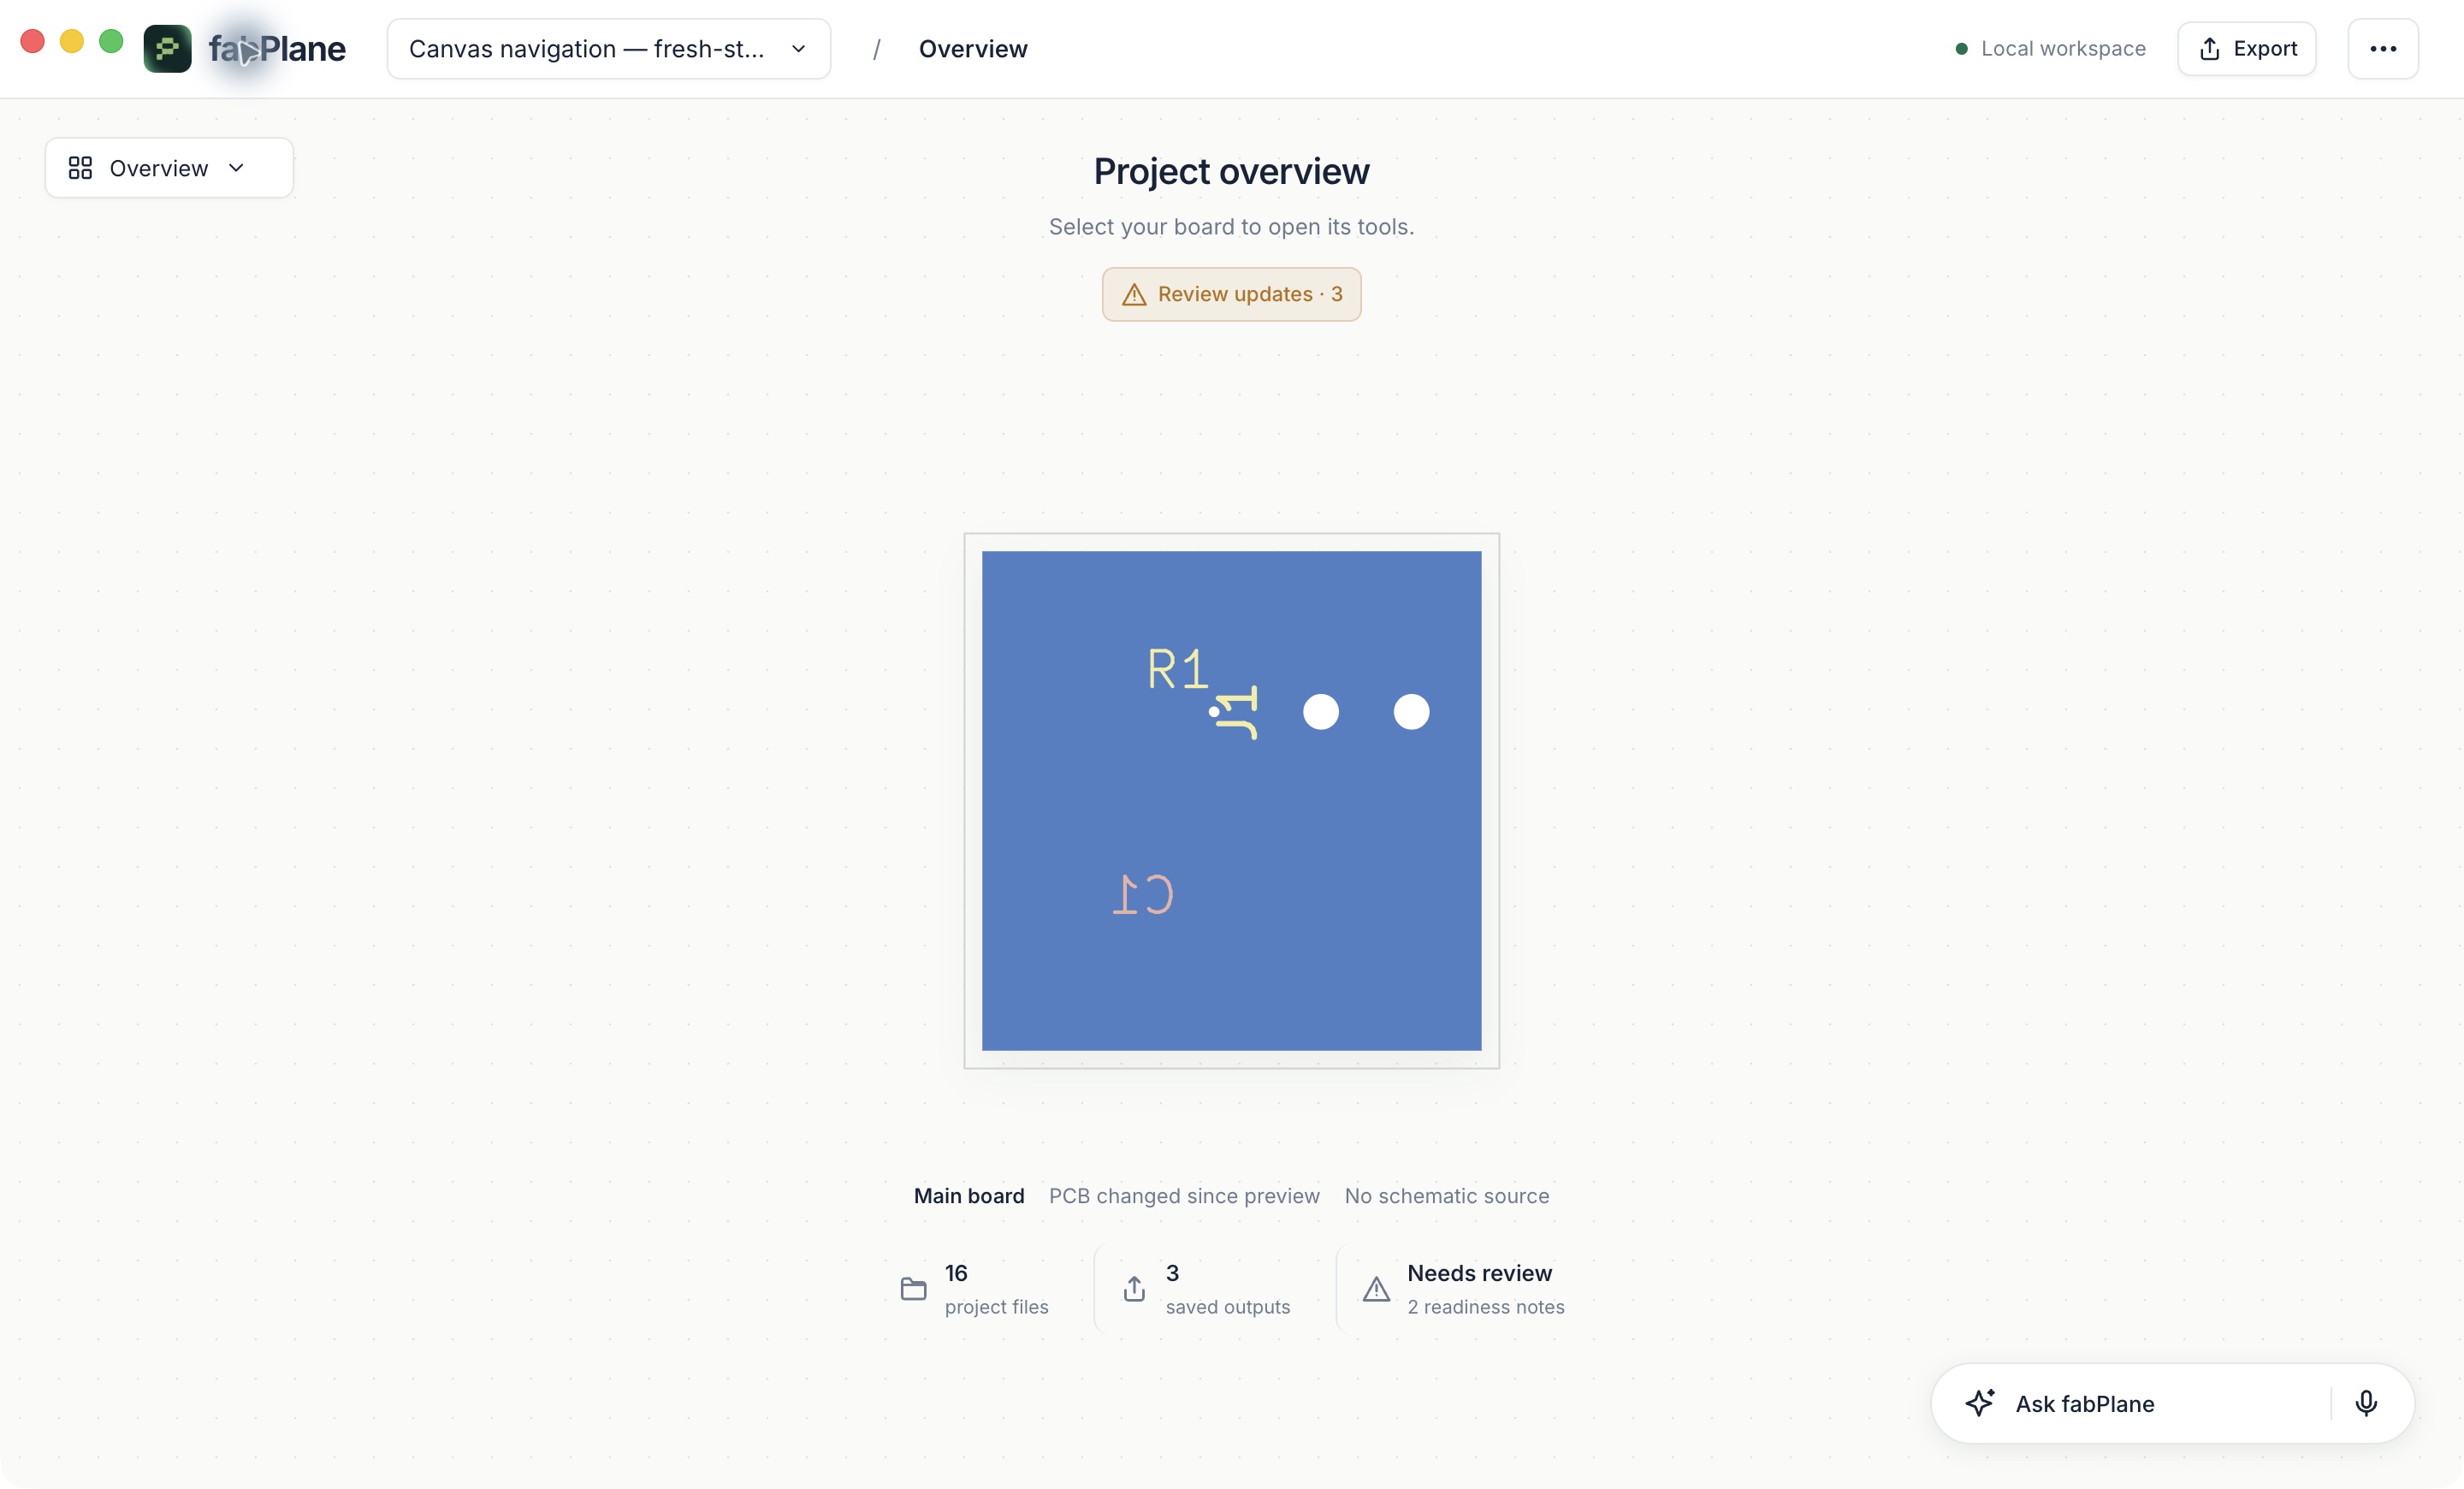 fabPlane
Canvas navigation — fresh-st...
/
Overview
Local workspace
Export
Overview
Project overview
Select your board to open its tools.
Review updates · 3
R1
J1
C1
Main board PCB changed since preview No schematic source
16
project files
3
saved outputs
Needs review
2 readiness notes
Ask fabPlane